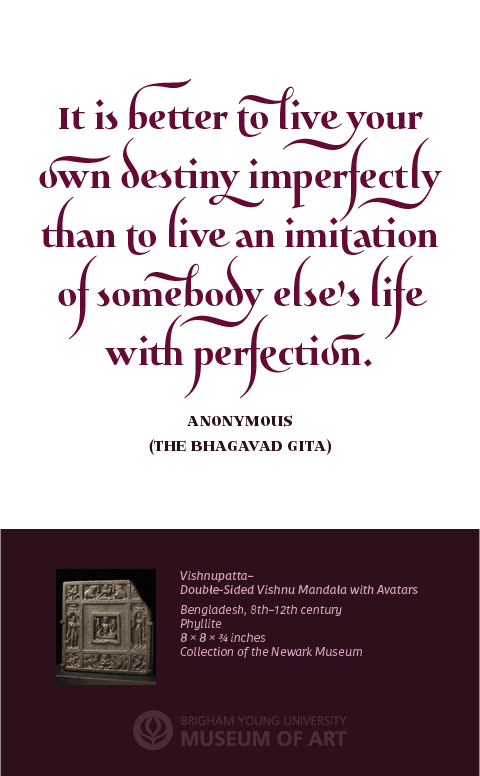 It is better to live your
own destiny imperfectly
than to live an imitation
of somebody else's life
with perfection.
ANONYMOUS
(THE BHAGAVAD GITA)
Vishnupatta–
Double-Sided Vishnu Mandala with Avatars
Bengladesh, 8th–12th century
Phyllite
8 × 8 × ¾ inches
Collection of the Newark Museum
BRIGHAM YOUNG UNIVERSITY
MUSEUM OF ART